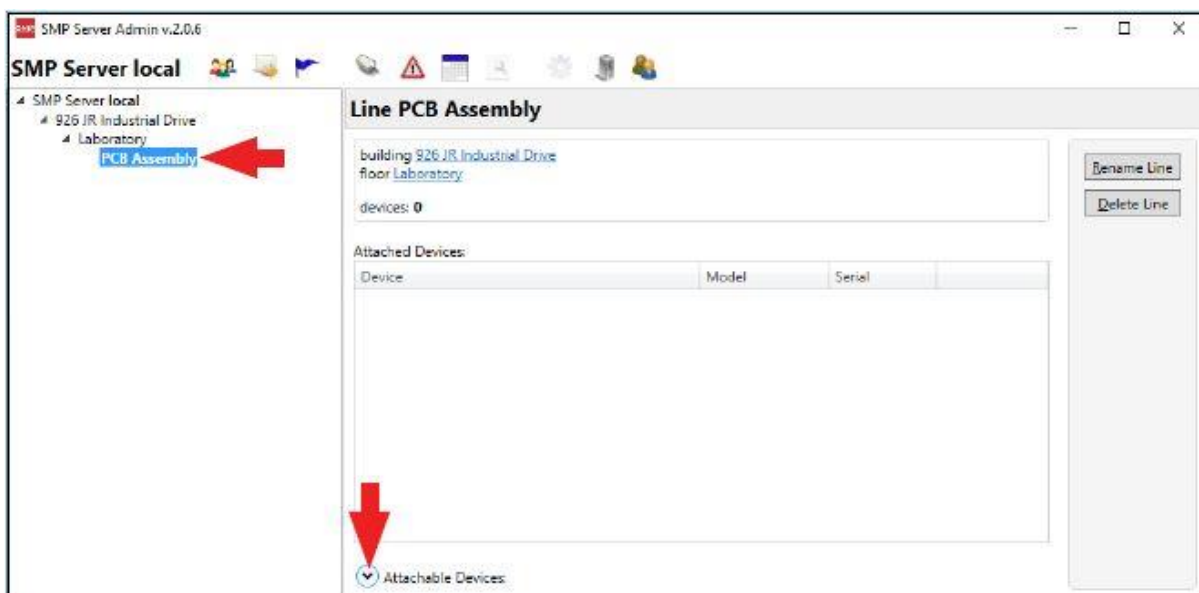 SMP Server Admin v.2.0.6
SMP Server local
SMP Server local
926 JR Industrial Drive
Laboratory
PCB Assembly
Line PCB Assembly
building 926 JR Industrial Drive
floor Laboratory
devices: 0
Rename Line
Delete Line
Attached Devices:
Device Model Serial
Attachable Devices: